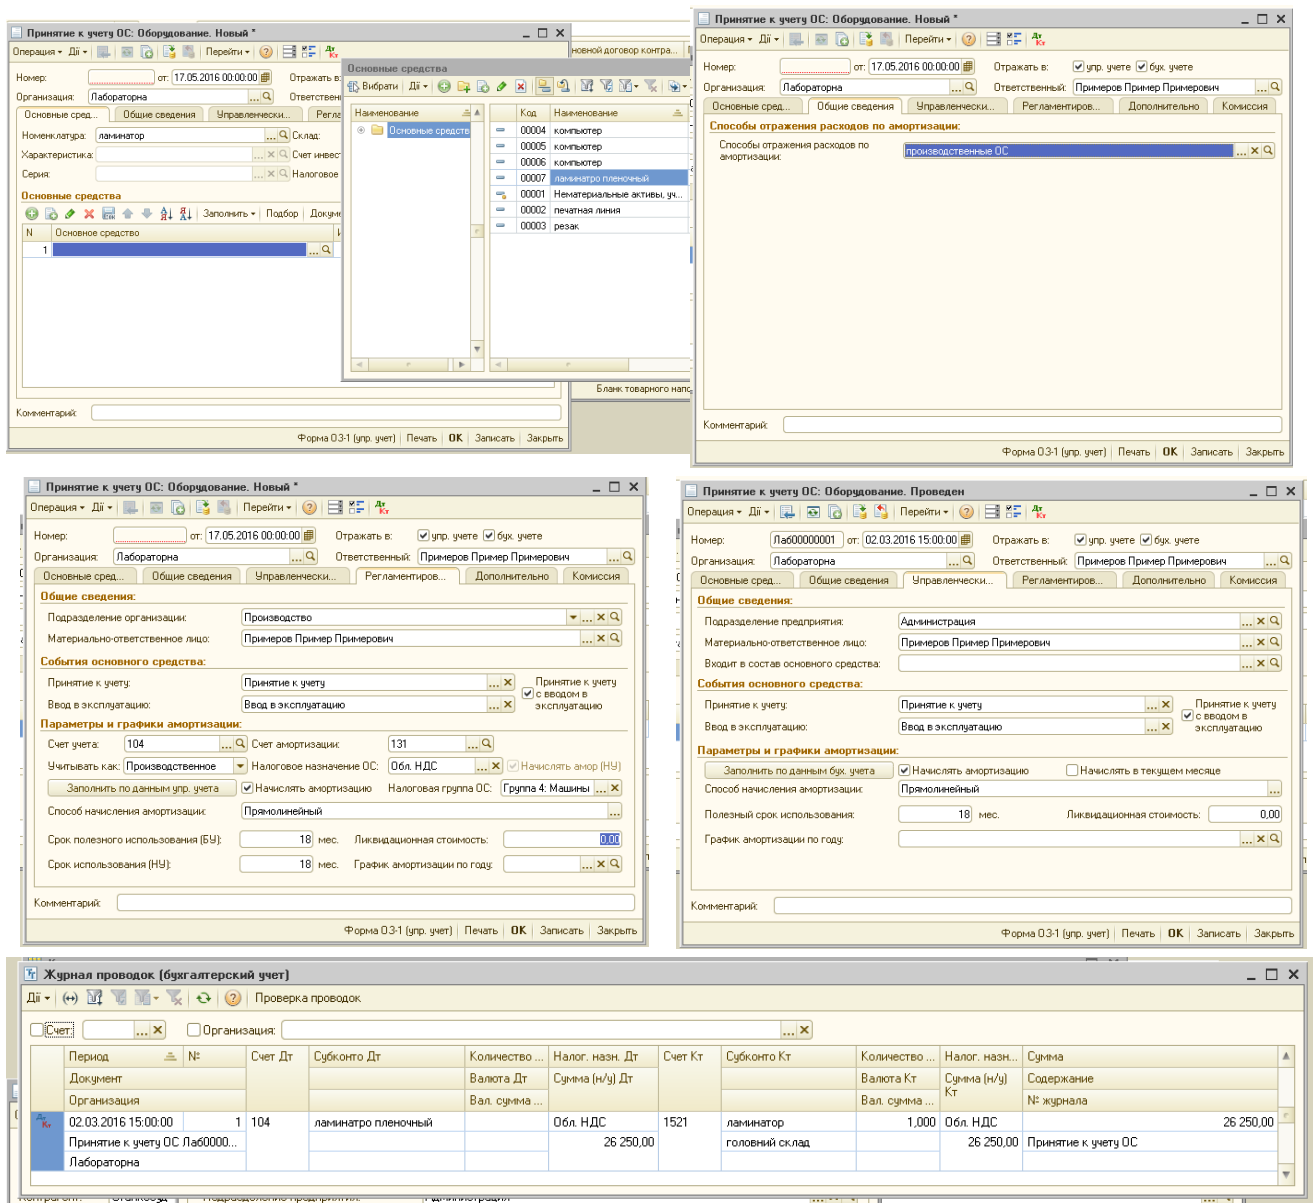 Принятие к учету ОС: Оборудование. Новый *
Операция Дії Перейти
Номер: от: 17.05.2016 00:00:00 Отражать в:
Организация: Лабораторна
Основные сред... Общие сведения Управленчески...
Номенклатура: ламинатор Склад:
Характеристика:
Серия: Налоговое
Основные средства
Заполнить Подбор
N Основное средство
1
Комментарий:
Форма ОЗ-1 (упр. учет) Печать ОК Записать Закрыть
новной договор контра...
Основные средства
Вибрати Дії
Наименование Код Наименование
Основные средств
00004 компьютер
00005 компьютер
00006 компьютер
00007 ламинатро пленочный
00001 Нематериальные активы, уч...
00002 печатная линия
00003 резак
Бланк товарного
Принятие к учету ОС: Оборудование. Новый *
Операция Дії Перейти
Номер: от: 17.05.2016 00:00:00 Отражать в: упр. учете бух. учете
Организация: Лабораторна Ответственный: Примеров Пример Примерович
Основные сред... Общие сведения Управленчески... Регламентиров... Дополнительно Комиссия
Способы отражения расходов по амортизации:
Способы отражения расходов по
амортизации: производственные ОС
Комментарий:
Форма ОЗ-1 (упр. учет) Печать ОК Записать Закрыть
Принятие к учету ОС: Оборудование. Новый *
Операция Дії Перейти
Номер: от: 17.05.2016 00:00:00 Отражать в: упр. учете бух. учете
Организация: Лабораторна Ответственный: Примеров Пример Примерович
Основные сред... Общие сведения Управленчески... Регламентиров... Дополнительно Комиссия
Общие сведения:
Подразделение организации: Производство
Материально-ответственное лицо: Примеров Пример Примерович
События основного средства:
Принятие к учету: Принятие к учету Принятие к учету
с вводом в
Ввод в эксплуатацию: Ввод в эксплуатацию эксплуатацию
Параметры и графики амортизации:
Счет учета: 104 Счет амортизации: 131
Учитывать как: Производственное Налоговое назначение ОС: Обл. НДС Начислять амор (НУ)
Заполнить по данным упр. учета Начислять амортизацию Налоговая группа ОС: Группа 4: Машины
Способ начисления амортизации: Прямолинейный
Срок полезного использования (БУ): 18 мес. Ликвидационная стоимость: 0,00
Срок использования (НУ): 18 мес. График амортизации по году:
Комментарий:
Форма ОЗ-1 (упр. учет) Печать ОК Записать Закрыть
Принятие к учету ОС: Оборудование. Проведен
Операция Дії Перейти
Номер: Лаб00000001 от: 02.03.2016 15:00:00 Отражать в: упр. учете бух. учете
Организация: Лабораторна Ответственный: Примеров Пример Примерович
Основные сред... Общие сведения Управленчески... Регламентиров... Дополнительно Комиссия
Общие сведения:
Подразделение предприятия: Администрация
Материально-ответственное лицо: Примеров Пример Примерович
Входит в состав основного средства:
События основного средства:
Принятие к учету: Принятие к учету Принятие к учету
с вводом в
Ввод в эксплуатацию: Ввод в эксплуатацию эксплуатацию
Параметры и графики амортизации:
Заполнить по данным бух. учета Начислять амортизацию Начислять в текущем месяце
Способ начисления амортизации: Прямолинейный
Полезный срок использования: 18 мес. Ликвидационная стоимость: 0,00
График амортизации по году:
Комментарий:
Форма ОЗ-1 (упр. учет) Печать ОК Записать Закрыть
Журнал проводок (бухгалтерский учет)
Дії Проверка проводок
Счет: Организация:
Период № Счет Дт Субконто Дт Количество ... Налог. назн. Дт Счет Кт Субконто Кт Количество ... Налог. назн... Сумма
Документ Валюта Дт Сумма (н/у) Дт Валюта Кт Сумма (н/у) Кт Содержание
Организация Вал. сумма ... Вал. сумма ... № журнала
02.03.2016 15:00:00 1 104 ламинатро пленочный Обл. НДС 1521 ламинатор 1,000 Обл. НДС 26 250,00
Принятие к учету ОС Лаб0000... 26 250,00 головний склад 26 250,00 Принятие к учету ОС
Лабораторна